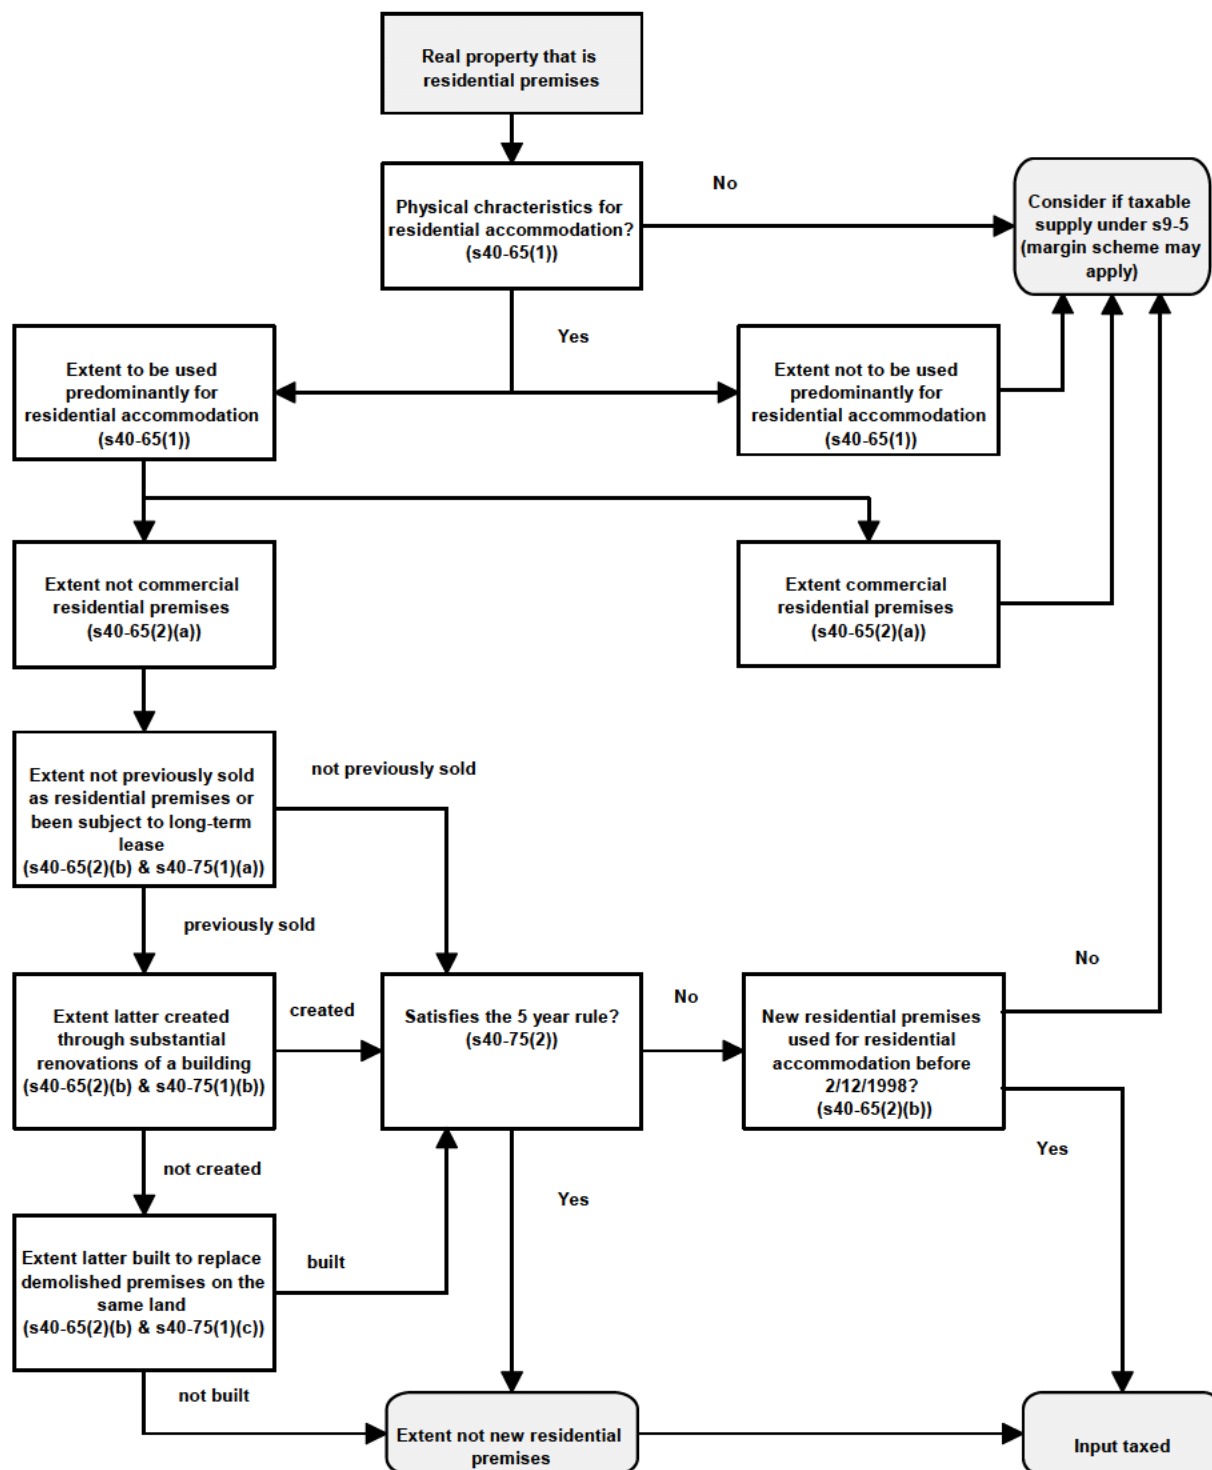 Real property that is
residential premises
No
Physical chracteristics for
residential accommodation?
(s40-65(1))
Consider if taxable
supply under s9-5
(margin scheme may
apply)
Yes
Extent to be used
predominantly for
residential accommodation
(s40-65(1))
Extent not to be used
predominantly for
residential accommodation
(s40-65(1))
Extent not commercial
residential premises
(s40-65(2)(a))
Extent commercial
residential premises
(s40-65(2)(a))
Extent not previously sold
as residential premises or
been subject to long-term
lease
(s40-65(2)(b) & s40-75(1)(a))
not previously sold
previously sold
Extent latter created
through substantial
renovations of a building
(s40-65(2)(b) & s40-75(1)(b))
created
Satisfies the 5 year rule?
(s40-75(2))
No
New residential premises
used for residential
accommodation before
2/12/1998?
(s40-65(2)(b))
No
Yes
not created
Yes
Extent latter built to replace
demolished premises on the
same land
(s40-65(2)(b) & s40-75(1)(c))
built
not built
Extent not new residential
premises
Input taxed